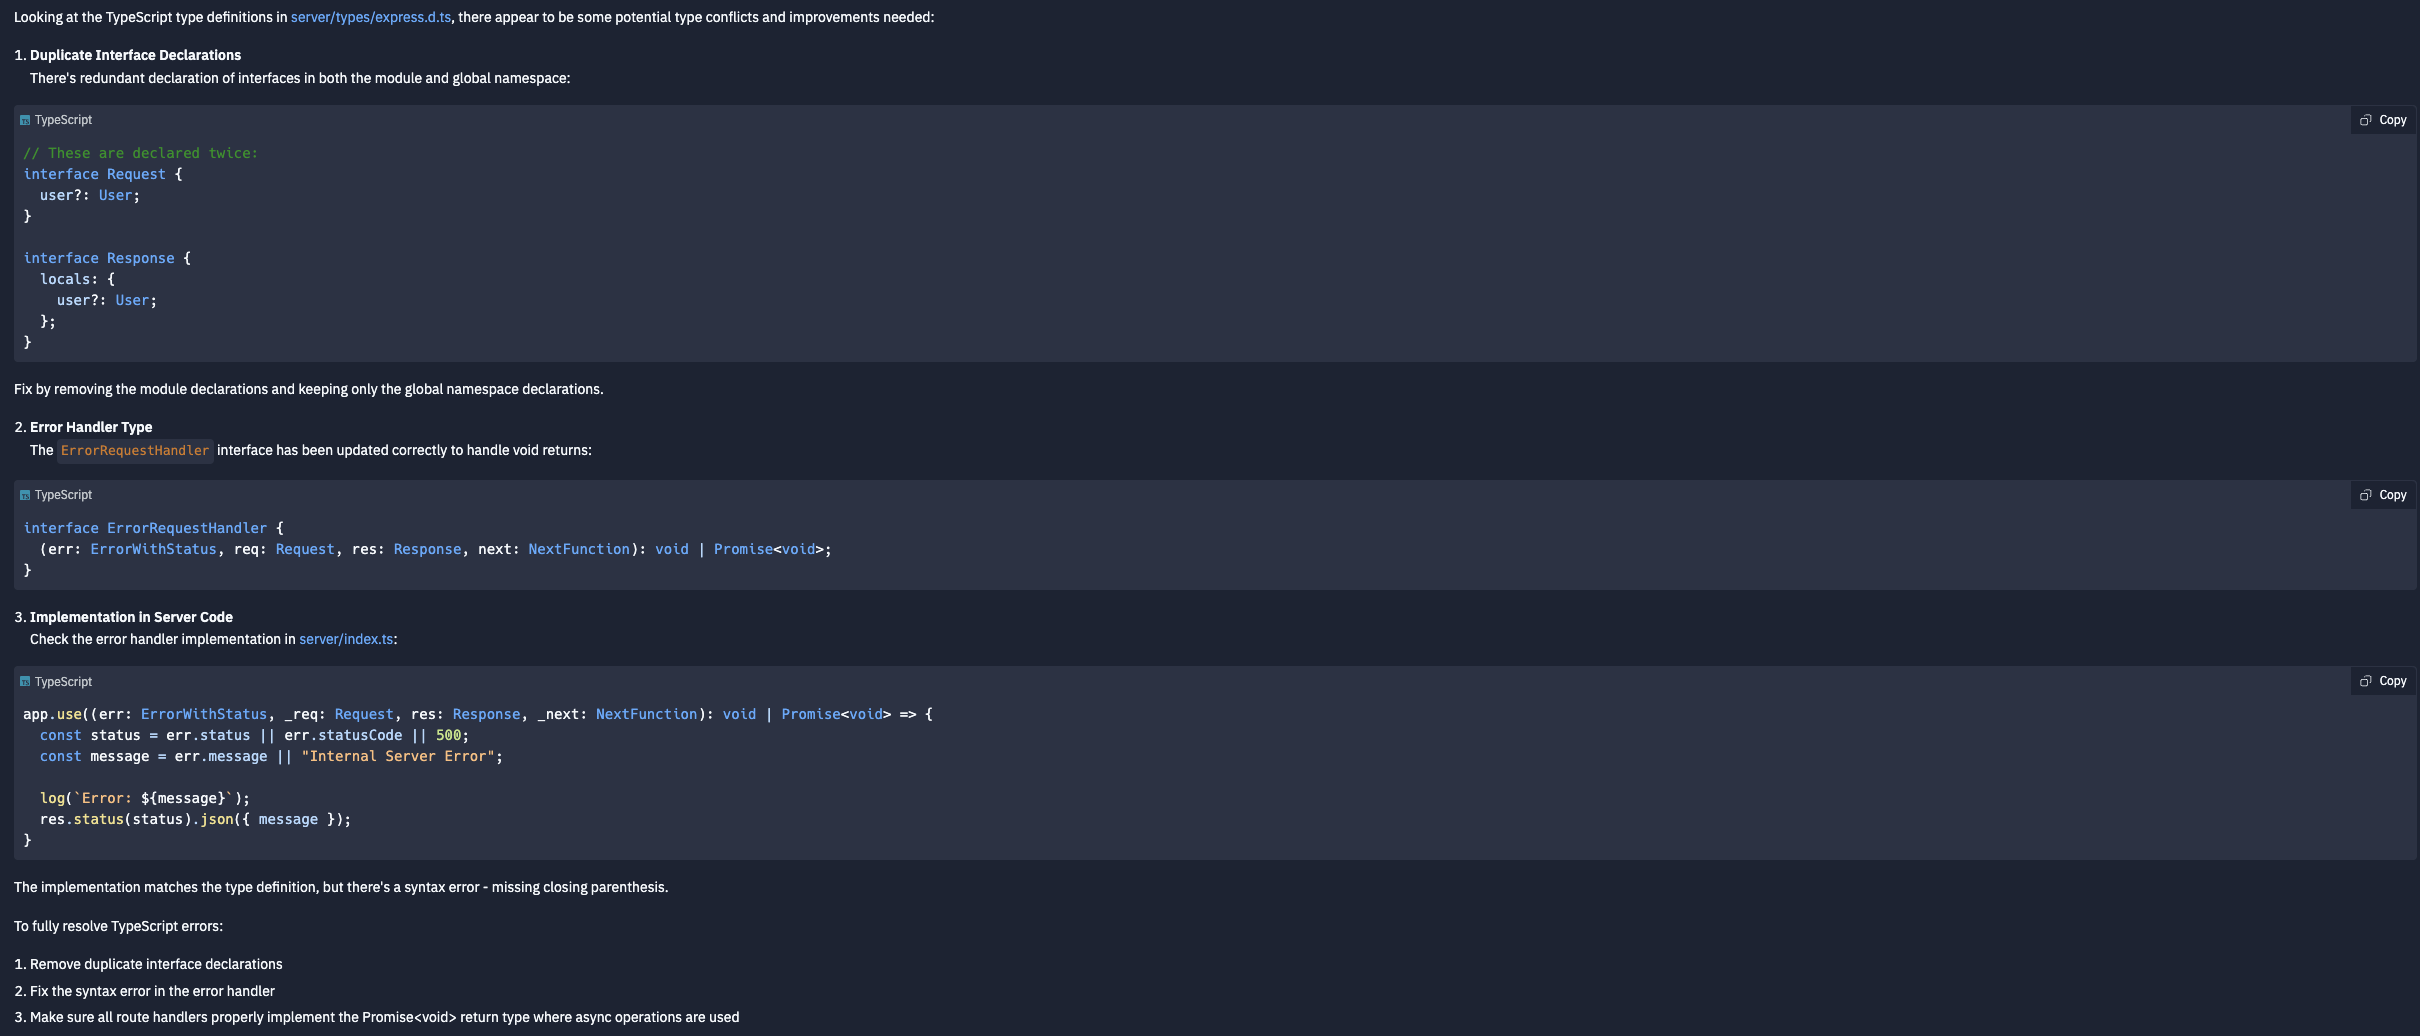 Looking at the TypeScript type definitions in server/types/express.d.ts, there appear to be some potential type conflicts and improvements needed:
1. Duplicate Interface Declarations
There's redundant declaration of interfaces in both the module and global namespace:
TypeScript
Copy
// These are declared twice:
interface Request {
  user?: User;
}

interface Response {
  locals: {
    user?: User;
  };
}
Fix by removing the module declarations and keeping only the global namespace declarations.
2. Error Handler Type
The ErrorRequestHandler interface has been updated correctly to handle void returns:
TypeScript
Copy
interface ErrorRequestHandler {
  (err: ErrorWithStatus, req: Request, res: Response, next: NextFunction): void | Promise<void>;
}
3. Implementation in Server Code
Check the error handler implementation in server/index.ts:
TypeScript
Copy
app.use((err: ErrorWithStatus, _req: Request, res: Response, _next: NextFunction): void | Promise<void> => {
  const status = err.status || err.statusCode || 500;
  const message = err.message || "Internal Server Error";

  log(`Error: ${message}`);
  res.status(status).json({ message });
}
The implementation matches the type definition, but there's a syntax error - missing closing parenthesis.
To fully resolve TypeScript errors:
1. Remove duplicate interface declarations
2. Fix the syntax error in the error handler
3. Make sure all route handlers properly implement the Promise<void> return type where async operations are used